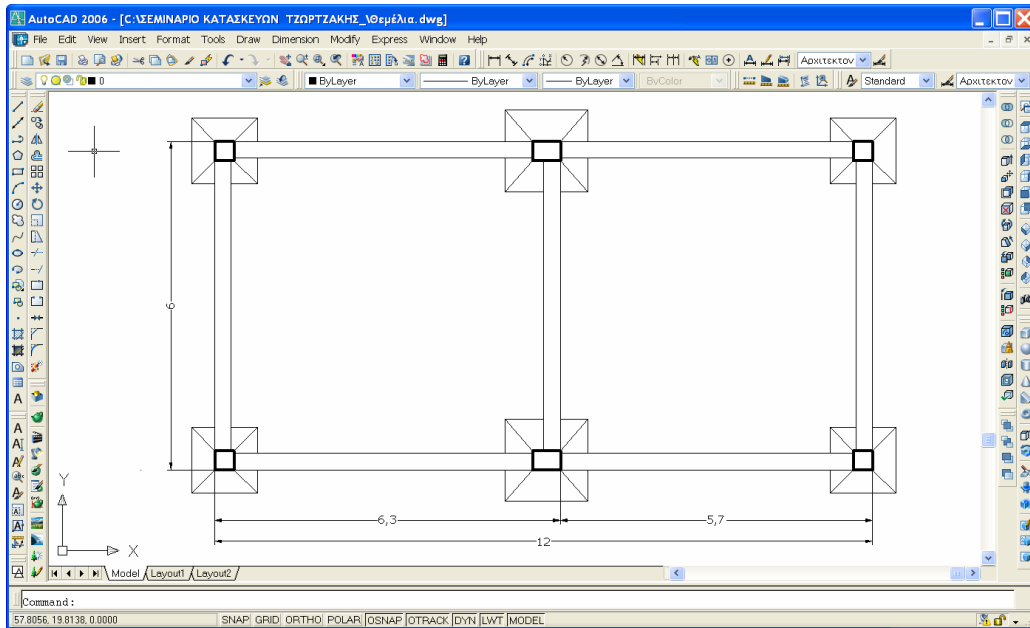 AutoCAD 2006 - [C:\ΣΕΜΙΝΑΡΙΟ ΚΑΤΑΣΚΕΥΩΝ ΤΖΩΡΤΖΑΚΗΣ_\Θεμέλια.dwg]
File Edit View Insert Format Tools Draw Dimension Modify Express Window Help
Αρχιτεκτον
0 ByLayer ByLayer ByLayer ByColor Standard Αρχιτεκτον
6
6,3 5,7
12
Y
X
Model Layout1 Layout2
Command:
57.8056, 19.8138, 0.0000 SNAP GRID ORTHO POLAR OSNAP OTRACK DYN LWT MODEL